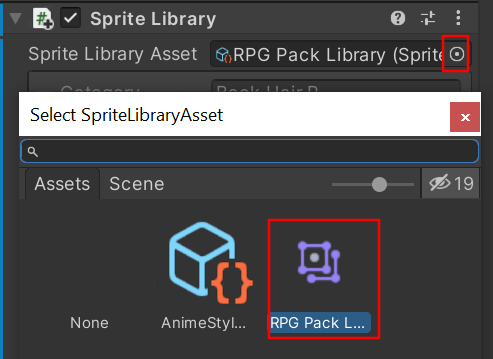 Sprite Library
Sprite Library Asset RPG Pack Library (Sprite
Category Back Hair B
Select SpriteLibraryAsset
Assets Scene 19
None AnimeStyl... RPG Pack L...